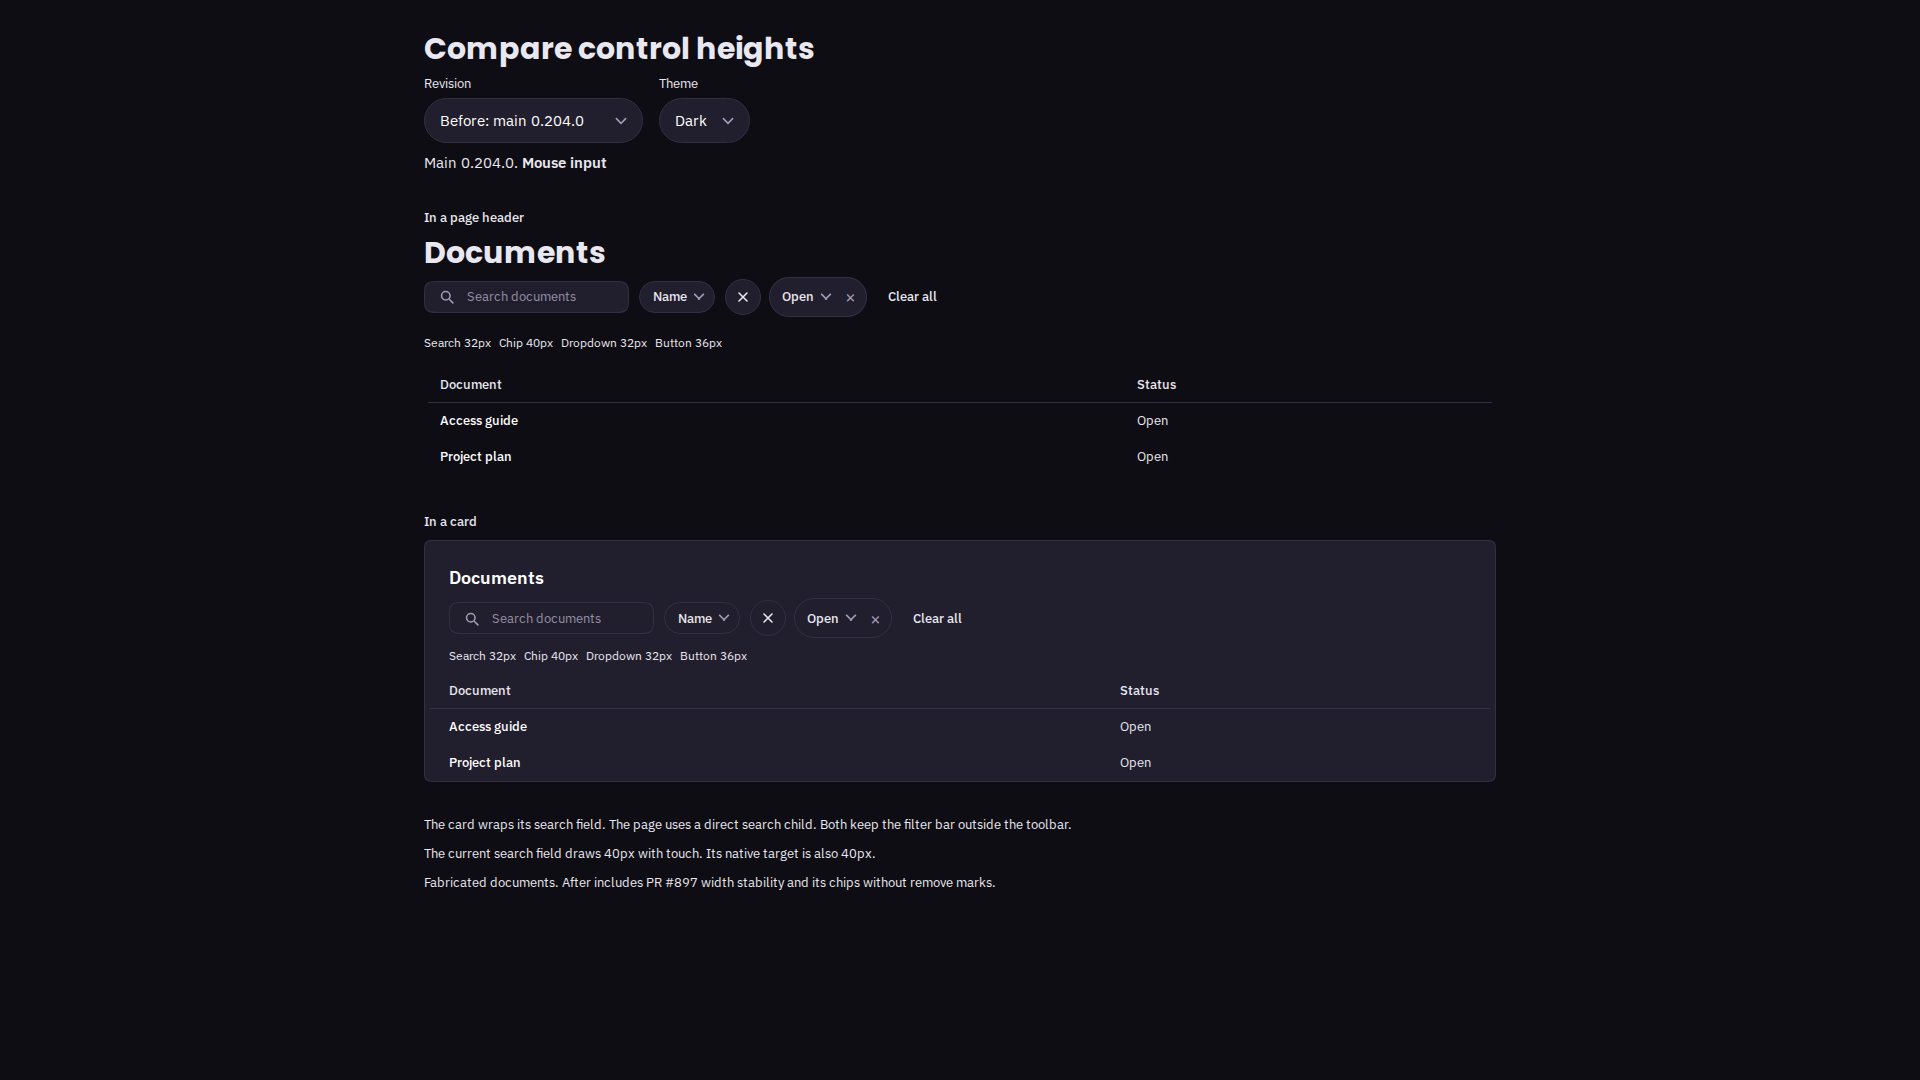 Compare control heights
Revision Theme
Before: main 0.204.0 Dark
Main 0.204.0. Mouse input
In a page header
Documents
Search documents Name Open Clear all
Search 32px Chip 40px Dropdown 32px Button 36px
Document Status
Access guide Open
Project plan Open
In a card
Documents
Search documents Name Open Clear all
Search 32px Chip 40px Dropdown 32px Button 36px
Document Status
Access guide Open
Project plan Open
The card wraps its search field. The page uses a direct search child. Both keep the filter bar outside the toolbar.
The current search field draws 40px with touch. Its native target is also 40px.
Fabricated documents. After includes PR #897 width stability and its chips without remove marks.